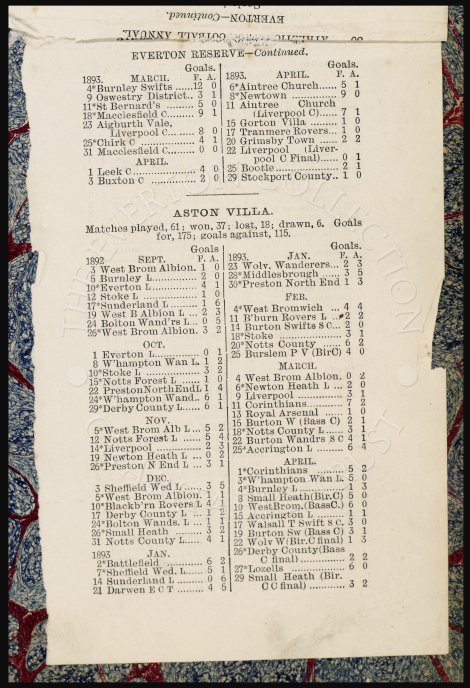 EVERTON—Continued.
EVERTON RESERVE—Continued.
Goals.
1893. MARCH. F. A.
4*Burnley Swifts ...... 12 0
9 Oswestry District.. 3 1
11*St Bernard's ...... 5 0
18*Macclesfield C...... 9 1
23 Aigburth Vale,
Liverpool C... 8 0
25*Chirk C ............ 4 1
31 Macclesfield C...... 0 0
APRIL.
1 Leek C ............... 4 0
3 Buxton C ............ 2 0
Goals.
1893. APRIL. F. A.
6*Aintree Church...... 5 1
8*Newtown ............ 9 0
11 Aintree Church
(Liverpool C)...... 7 1
15 Gorton Villa ......... 1 0
17 Tranmere Rovers... 1 0
20 Grimsby Town ...... 2 2
22 Liverpool (Liver-
pool C Final)...... 0 1
25 Bootle ............... 2 1
29 Stockport County.. 1 0
ASTON VILLA.
Matches played, 61; won, 37; lost, 18; drawn, 6. Goals
for, 175; goals against, 115.
Goals
1892 SEPT. F. A.
3 West Brom Albion. 1 0
5 Burnley L............ 2 0
10*Everton L............ 4 1
12 Stoke L ............... 1 0
17*Sunderland L ...... 1 6
19 West B Albion L ... 2 3
24 Bolton Wand'rs L... 0 5
26*West Brom Albion. 3 2
OCT.
1 Everton L............ 0 1
8 W'hampton Wan L 1 2
10*Stoke L ............... 3 2
15*Notts Forest L ...... 1 0
22 Preston North End L 1 4
24*W'hampton Wand.. 6 1
29*Derby County L...... 6 1
NOV.
5*West Brom Alb L... 5 2
12 Notts Forest L ...... 5 4
14*Liverpool ............ 2 3
19 Newton Heath L ... 0 2
26*Preston N End L ... 3 1
DEC.
3 Sheffield Wed L...... 3 5
5*West Brom Albion. 1 1
10*Blackb'rn Rovers L 4 1
17 Derby County L ... 1 2
24*Bolton Wands. L ... 1 1
26*Small Heath ......... 3 2
31 Notts County L...... 4 1
1893 JAN.
2*Battlefield ............ 6 2
7*Sheffield Wed. L...... 5 1
14 Sunderland L ...... 0 6
21 Darwen E C T ...... 4 5
Goals.
1893. JAN. F. A.
23 Wolv. Wanderers... 2 3
28*Middlesbrough ...... 3 5
30*Preston North End 1 3
FEB.
4*West Bromwich ... 4 4
11 B'burn Rovers L ... 2 2
14 Burton Swifts S C... 2 0
18*Stoke .................. 3 1
20*Notts County ...... 6 2
25 Burslem P V (BirC) 4 0
MARCH.
4 West Brom Albion. 0 2
6*Newton Heath L ... 2 0
9 Liverpool ............ 3 1
11 Corinthians ......... 7 2
13 Royal Arsenal ...... 1 0
15 Burton W (Bass C) 2 1
18*Notts County L...... 3 1
22 Burton Wandrs S C 4 1
25*Accrington L ......... 6 4
APRIL.
1*Corinthians ......... 5 2
3*W'hampton Wan L 5 0
4*Burnley L............ 1 3
8 Small Heath (Bir.C) 5 0
10 West Brom. (Bass C.) 6 0
15 Accrington L ......... 1 1
17 Walsall T Swift S C. 3 0
19 Burton Sw (Bass C) 3 1
22 Wolv W (Bir.C final) 1 3
26*Derby County (Bass
C final) ............... 2 2
27*Lozells ............... 6 0
29 Small Heath (Bir.
C C final) ............ 3 2